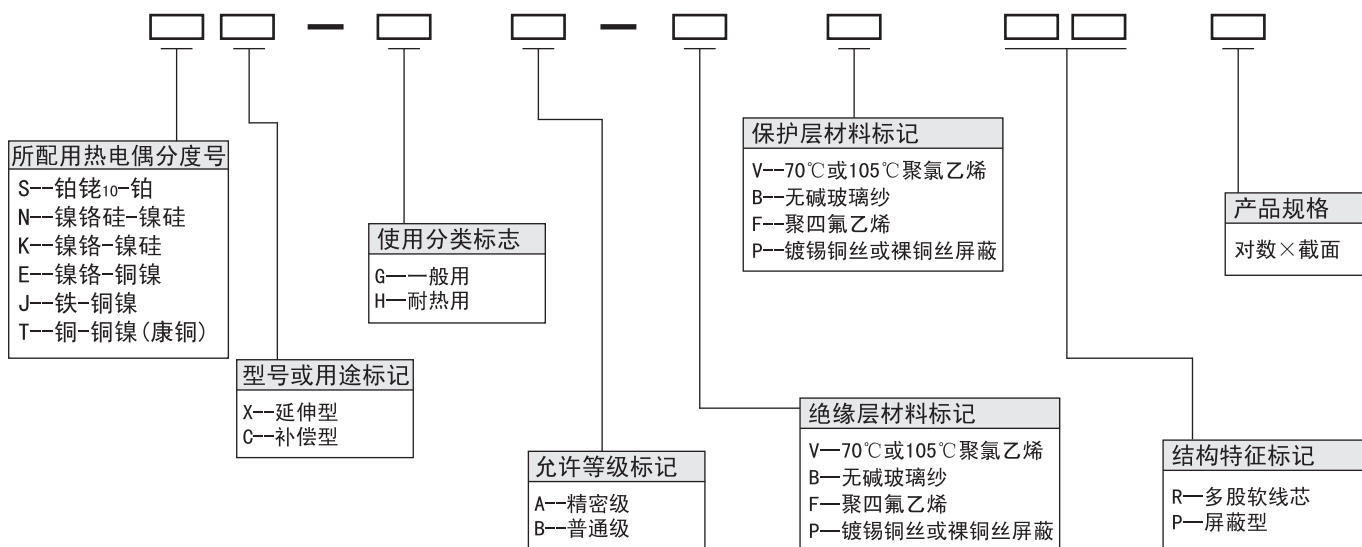 所配用热电偶分度号
S--铂铑10-铂
N--镍铬硅-镍硅
K--镍铬-镍硅
E--镍铬-铜镍
J--铁-铜镍
T--铜-铜镍(康铜)
型号或用途标记
X--延伸型
C--补偿型
使用分类标志
G—一般用
H—耐热用
允许等级标记
A--精密级
B--普通级
保护层材料标记
V--70℃或105℃聚氯乙烯
B--无碱玻璃纱
F--聚四氟乙烯
P--镀锡铜丝或裸铜丝屏蔽
绝缘层材料标记
V—70℃或105℃聚氯乙烯
B—无碱玻璃纱
F—聚四氟乙烯
P—镀锡铜丝或裸铜丝屏蔽
结构特征标记
R—多股软线芯
P—屏蔽型
产品规格
对数×截面